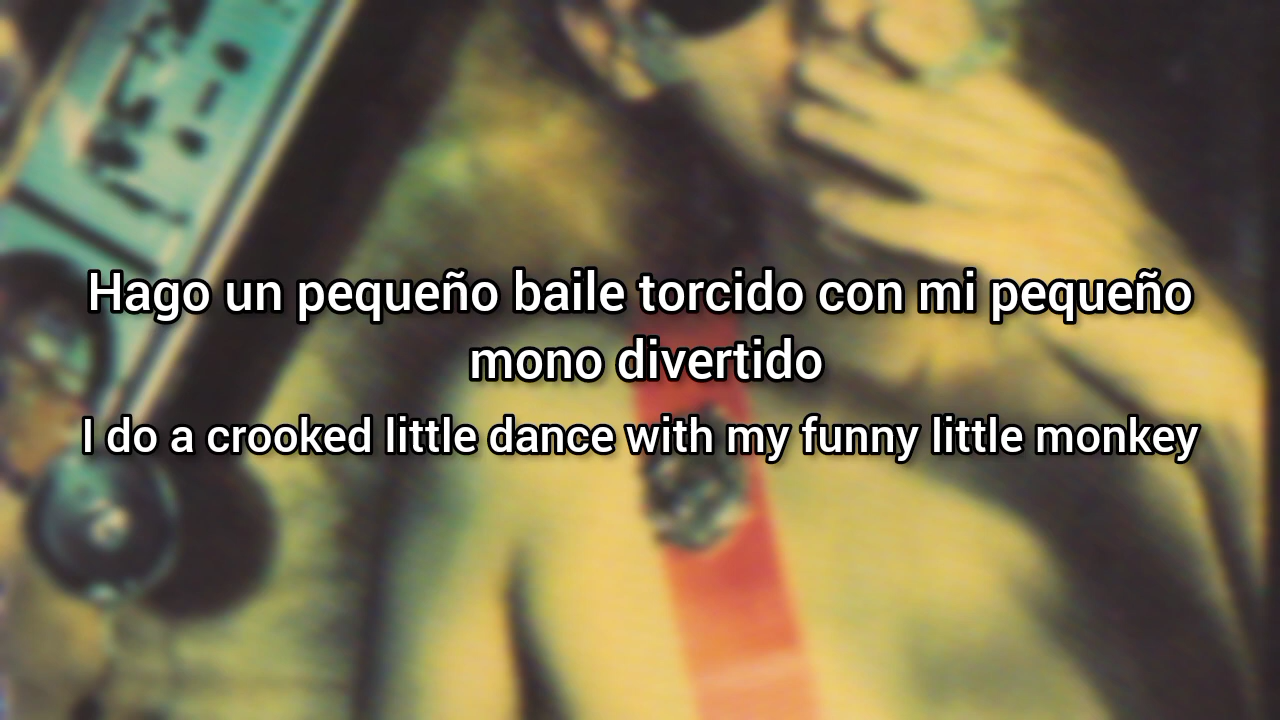 Hago un pequeño baile torcido con mi pequeño
mono divertido
I do a crooked little dance with my funny little monkey